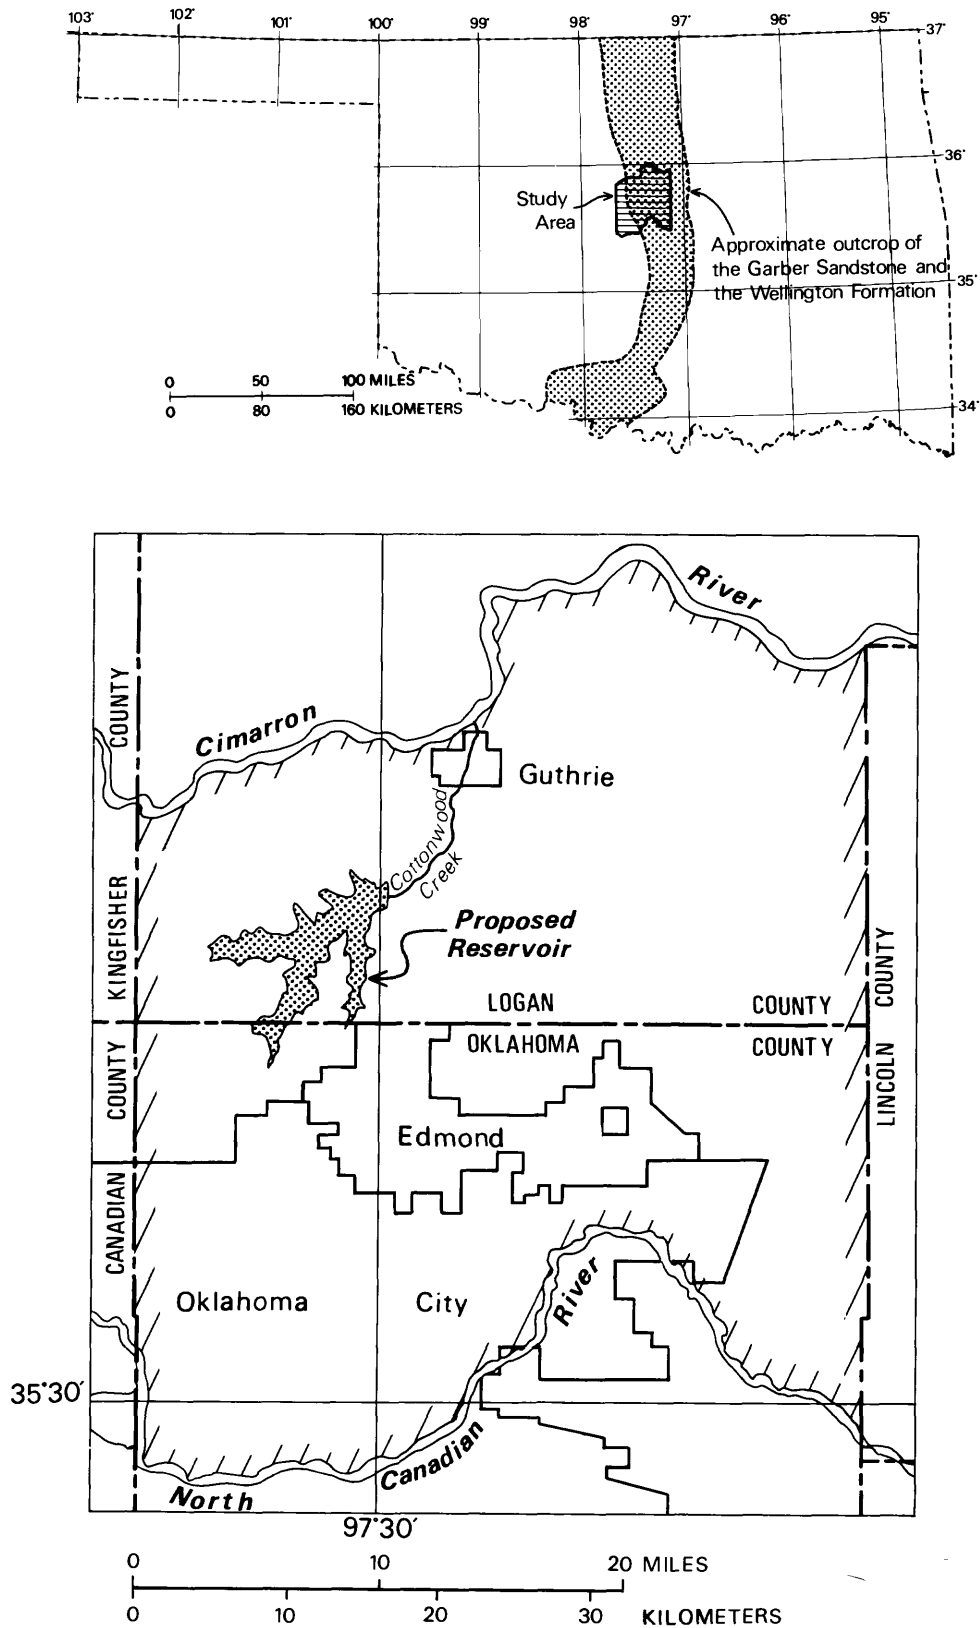 103° 102° 101° 100° 99° 98° 97° 96° 95°
37°
36°
Study
Area
Approximate outcrop of
the Garber Sandstone and
the Wellington Formation
35°
34°
0 50 100 MILES
0 80 160 KILOMETERS
River
Cimarron
COUNTY
KINGFISHER
Guthrie
Cottonwood
Creek
Proposed
Reservoir
LOGAN COUNTY
OKLAHOMA COUNTY
COUNTY
LINCOLN
COUNTY
CANADIAN
Edmond
Oklahoma City
River
Canadian
North
35°30'
97°30'
0 10 20 MILES
0 10 20 30 KILOMETERS